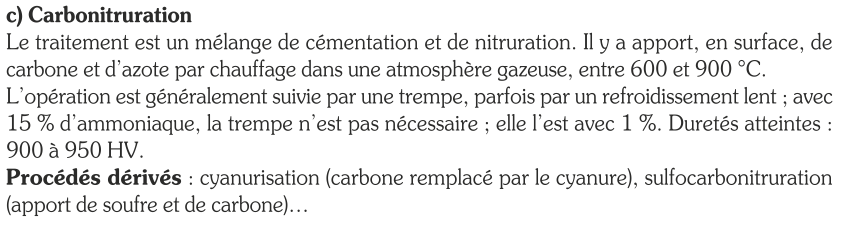 c) Carbonitruration
Le traitement est un mélange de cémentation et de nitruration. Il y a apport, en surface, de
carbone et d'azote par chauffage dans une atmosphère gazeuse, entre 600 et 900 °C.
L'opération est généralement suivie par une trempe, parfois par un refroidissement lent ; avec
15 % d'ammoniaque, la trempe n'est pas nécessaire ; elle l'est avec 1 %. Duretés atteintes :
900 à 950 HV.
Procédés dérivés : cyanurisation (carbone remplacé par le cyanure), sulfocarbonitruration
(apport de soufre et de carbone)…